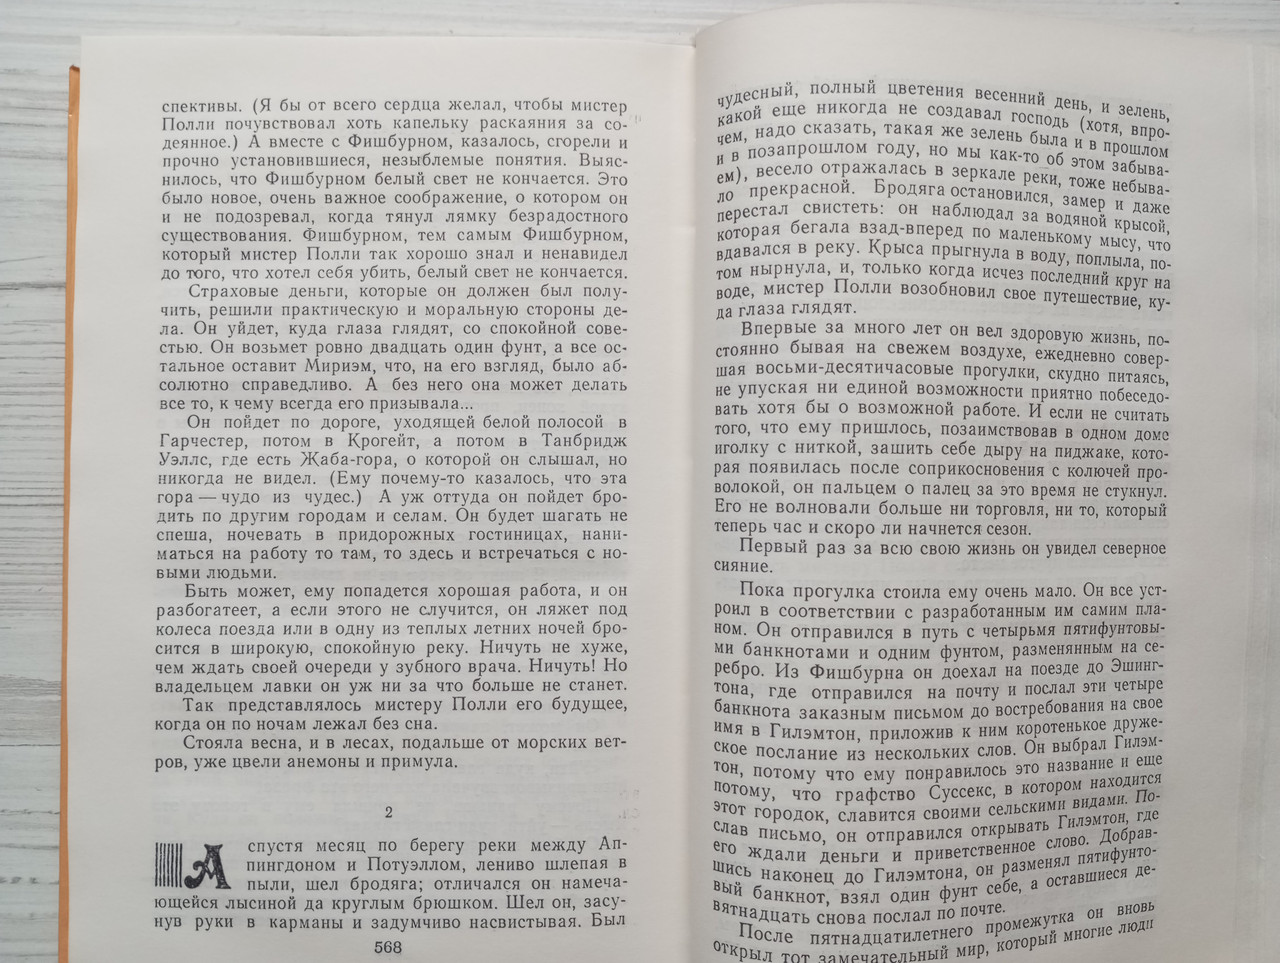 спективы. (Я бы от всего сердца желал, чтобы мистер
Полли почувствовал хоть капельку раскаяния за со-
деянное.) А вместе с Фишбурном, казалось, сгорели и
прочно установившиеся, незыблемые понятия. Выяс-
нилось, что Фишбурном белый свет не кончается. Это
было новое, очень важное соображение, о котором он
и не подозревал, когда тянул лямку безрадостного
существования. Фишбурном, тем самым Фишбурном,
который мистер Полли так хорошо знал и ненавидел
до того, что хотел себя убить, белый свет не кончается.
Страховые деньги, которые он должен был полу-
чить, решили практическую и моральную стороны де-
ла. Он уйдет, куда глаза глядят, со спокойной сове-
стью. Он возьмет ровно двадцать один фунт, а все ос-
тальное оставит Мириэм, что, на его взгляд, было аб-
солютно справедливо. А без него она может делать
все то, к чему всегда его призывала...
Он пойдет по дороге, уходящей белой полосой в
Гарчестер, потом в Крогейт, а потом в Танбридж
Уэллс, где есть Жаба-гора, о которой он слышал, но
никогда не видел. (Ему почему-то казалось, что эта
гора — чудо из чудес.) А уж оттуда он пойдет бро-
дить по другим городам и селам. Он будет шагать не
спеша, ночевать в придорожных гостиницах, нани-
маться на работу то там, то здесь и встречаться с но-
выми людьми.
Быть может, ему попадется хорошая работа, и он
разбогатеет, а если этого не случится, он ляжет под
колеса поезда или в одну из теплых летних ночей бро-
сится в широкую, спокойную реку. Ничуть не хуже,
чем ждать своей очереди у зубного врача. Ничуть! Но
владельцем лавки он уж ни за что больше не станет.
Так представлялось мистеру Полли его будущее,
когда он по ночам лежал без сна.
Стояла весна, и в лесах, подальше от морских вет-
ров, уже цвели анемоны и примула.
2
А спустя месяц по берегу реки между Ап-
пингдоном и Потуэллом, лениво шлепая в
пыли, шел бродяга; отличался он намеча-
ющейся лысиной да круглым брюшком. Шел он, засу-
нув руки в карманы и задумчиво насвистывая. Был
568
чудесный, полный цветения весенний день, и зелень,
какой еще никогда не создавал господь (хотя, впро-
чем, надо сказать, такая же зелень была и в прошлом
и в позапрошлом году, но мы как-то об этом забыва-
ем), весело отражалась в зеркале реки, тоже небыва-
ло прекрасной. Бродяга остановился, замер и даже
перестал свистеть: он наблюдал за водяной крысой,
которая бегала взад-вперед по маленькому мысу, что
вдавался в реку. Крыса прыгнула в воду, поплыла, по-
том нырнула, и, только когда исчез последний круг на
воде, мистер Полли возобновил свое путешествие, ку-
да глаза глядят.
Впервые за много лет он вел здоровую жизнь, по-
стоянно бывая на свежем воздухе, ежедневно совер-
шая восьми-десятичасовые прогулки, скудно питаясь,
не упуская ни единой возможности приятно побеседо-
вать хотя бы о возможной работе. И если не считать
того, что ему пришлось, позаимствовав в одном доме
иголку с ниткой, зашить себе дыру на пиджаке, кото-
рая появилась после соприкосновения с колючей про-
волокой, он пальцем о палец за это время не стукнул.
Его не волновали больше ни торговля, ни то, который
теперь час и скоро ли начнется сезон.
Первый раз за всю свою жизнь он увидел северное
сияние.
Пока прогулка стоила ему очень мало. Он все уст-
роил в соответствии с разработанным им самим пла-
ном. Он отправился в путь с четырьмя пятифунтовы-
ми банкнотами и одним фунтом, разменянным на се-
ребро. Из Фишбурна он доехал на поезде до Эшинг-
тона, где отправился на почту и послал эти четыре
банкнота заказным письмом до востребования на свое
имя в Гилэмтон, приложив к ним коротенькое друже-
ское послание из нескольких слов. Он выбрал Гилэм-
тон, потому что ему понравилось это название и еще
потому, что графство Суссекс, в котором находится
этот городок, славится своими сельскими видами. По-
слав письмо, он отправился открывать Гилэмтон, где
его ждали деньги и приветственное слово. Добрав-
шись наконец до Гилэмтона, он разменял пятифунто-
вый банкнот, взял один фунт себе, а оставшиеся де-
вятнадцать снова послал по почте.
После пятнадцатилетнего промежутка он вновь
открыл тот замечательный мир, который многие люди